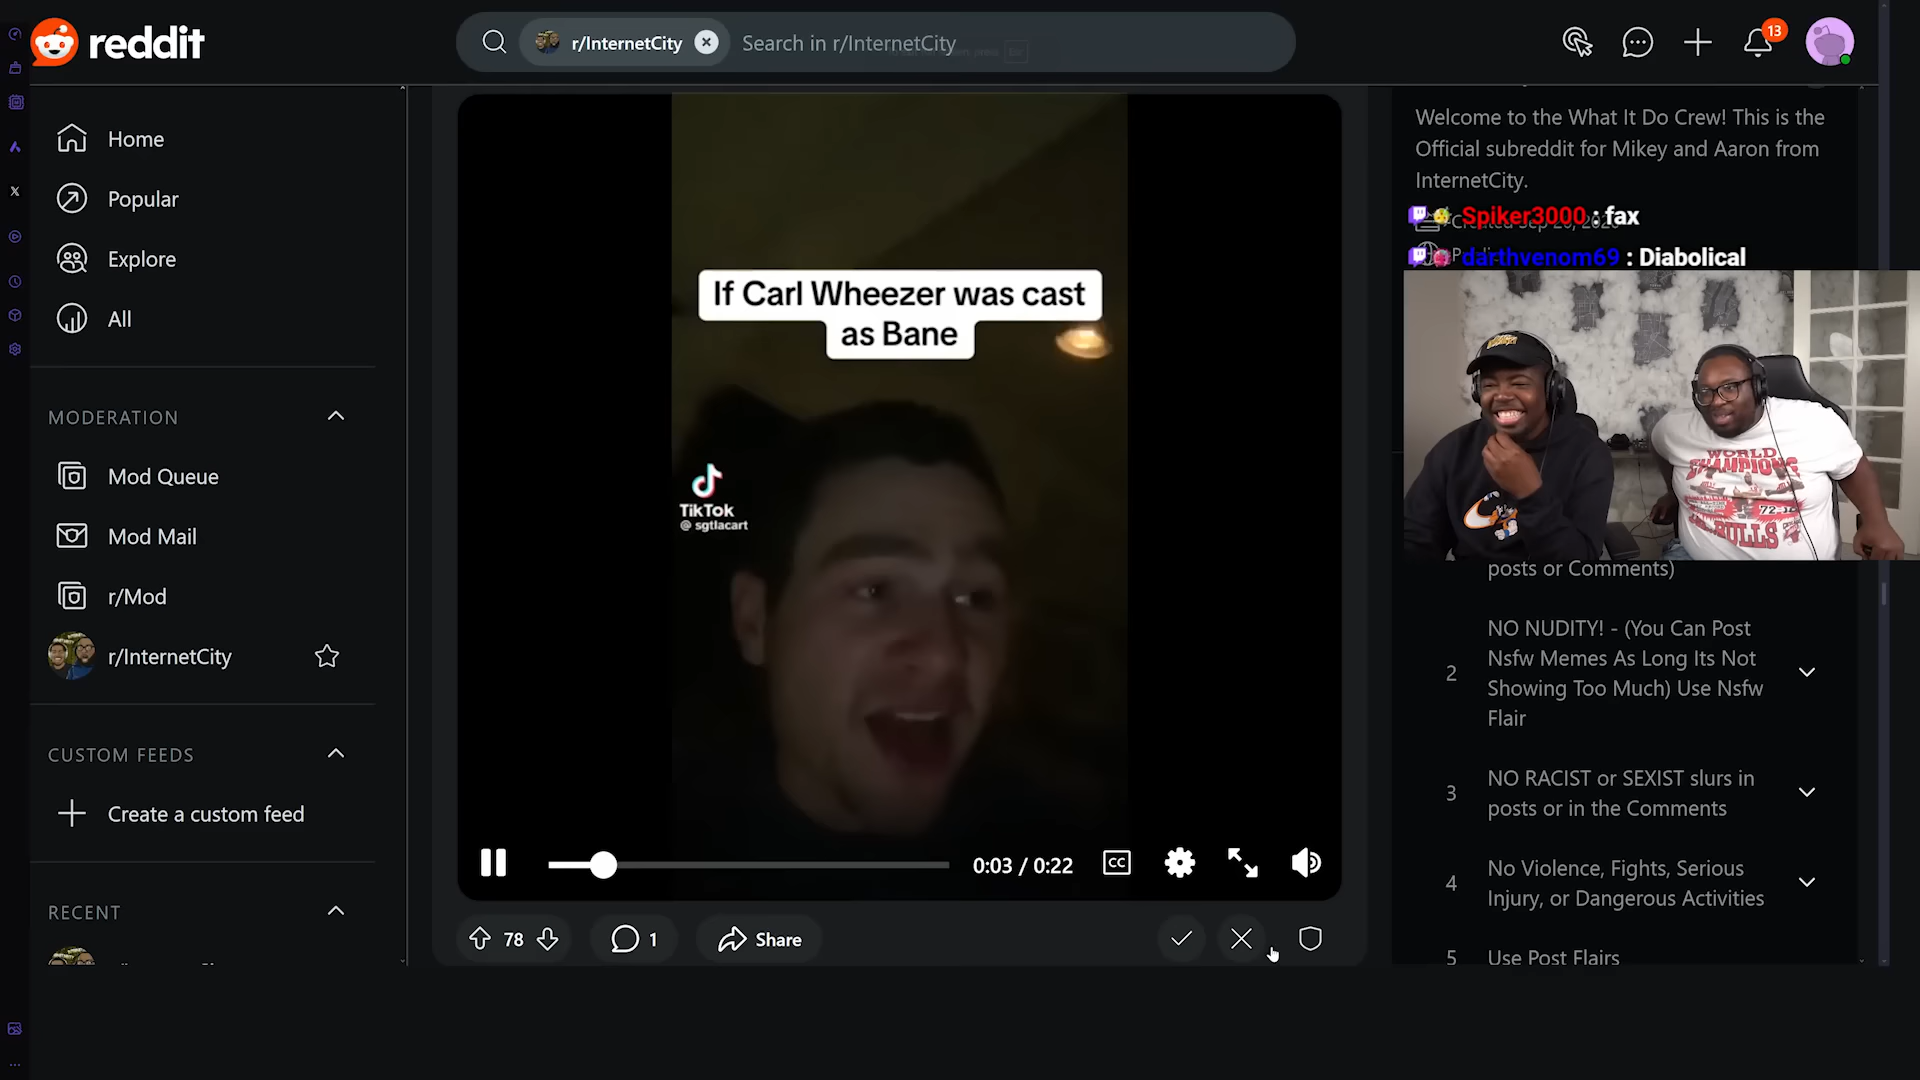 reddit
r/InternetCity
Search in r/InternetCity
13
Home
Popular
Explore
All
MODERATION
Mod Queue
Mod Mail
r/Mod
r/InternetCity
CUSTOM FEEDS
Create a custom feed
RECENT
If Carl Wheezer was cast
as Bane
TikTok
@ sgtlacart
0:03 / 0:22
CC
78
1
Share
Welcome to the What It Do Crew! This is the
Official subreddit for Mikey and Aaron from
InternetCity.
Spiker3000 : fax
darthvenom69 : Diabolical
WORLD
CHAMPIONS
BULLS
posts or Comments)
2
NO NUDITY! - (You Can Post
Nsfw Memes As Long Its Not
Showing Too Much) Use Nsfw
Flair
3
NO RACIST or SEXIST slurs in
posts or in the Comments
4
No Violence, Fights, Serious
Injury, or Dangerous Activities
5
Use Post Flairs